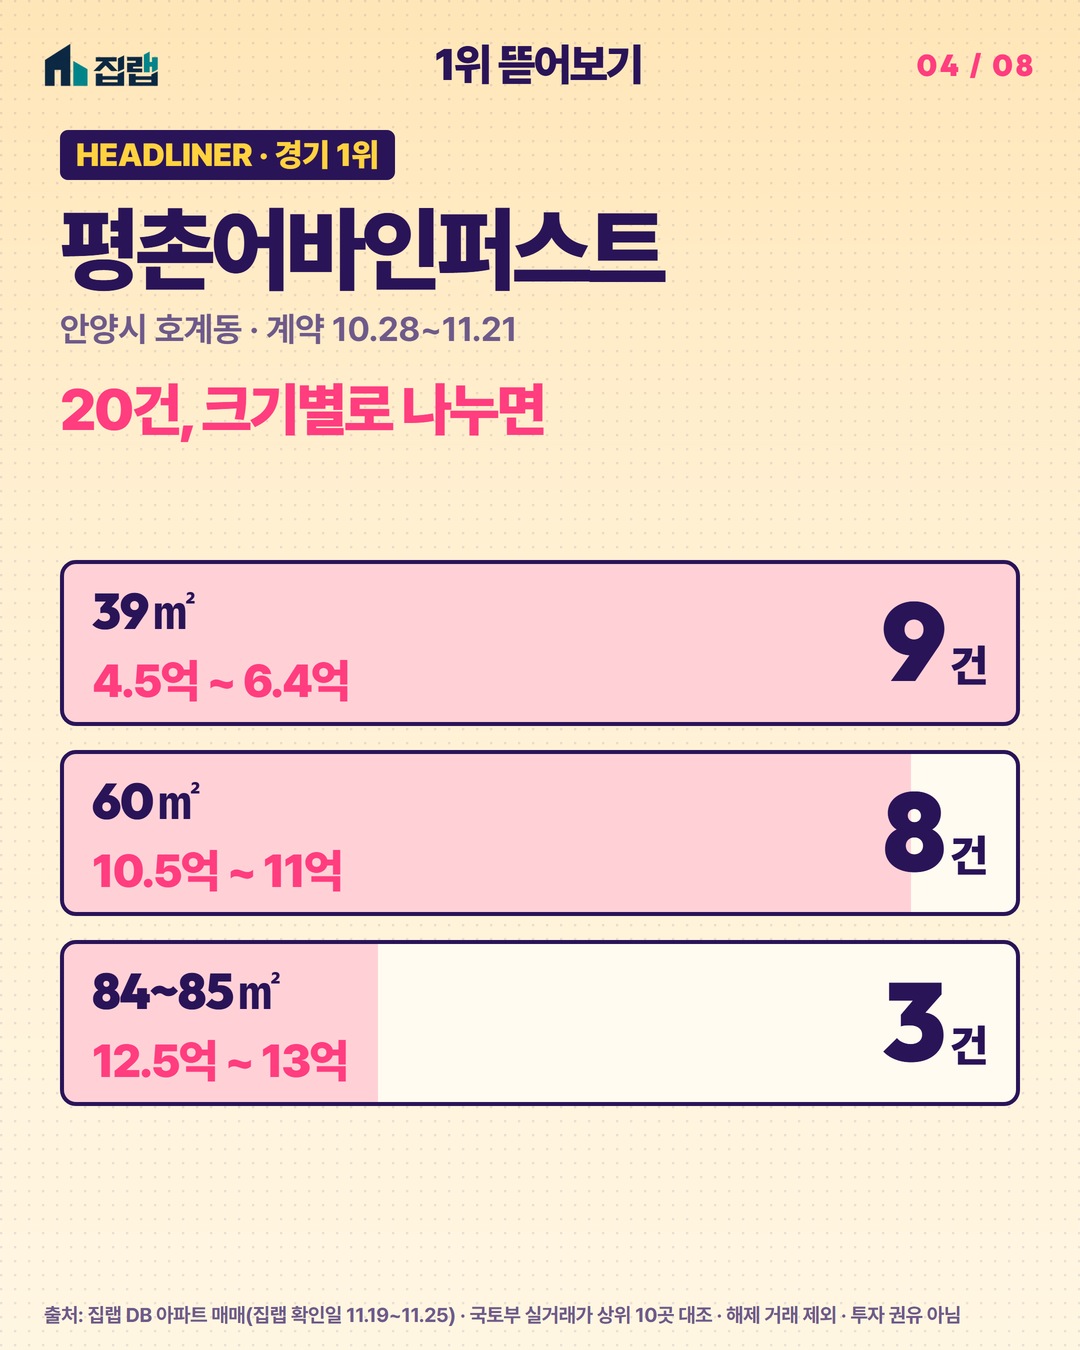 집랩
1위 뜯어보기
04 / 08
HEADLINER · 경기 1위
평촌어바인퍼스트
안양시 호계동 · 계약 10.28~11.21
20건, 크기별로 나누면
39㎡
4.5억 ~ 6.4억
9건
60㎡
10.5억 ~ 11억
8건
84~85㎡
12.5억 ~ 13억
3건
출처: 집랩 DB 아파트 매매(집랩 확인일 11.19~11.25) · 국토부 실거래가 상위 10곳 대조 · 해제 거래 제외 · 투자 권유 아님